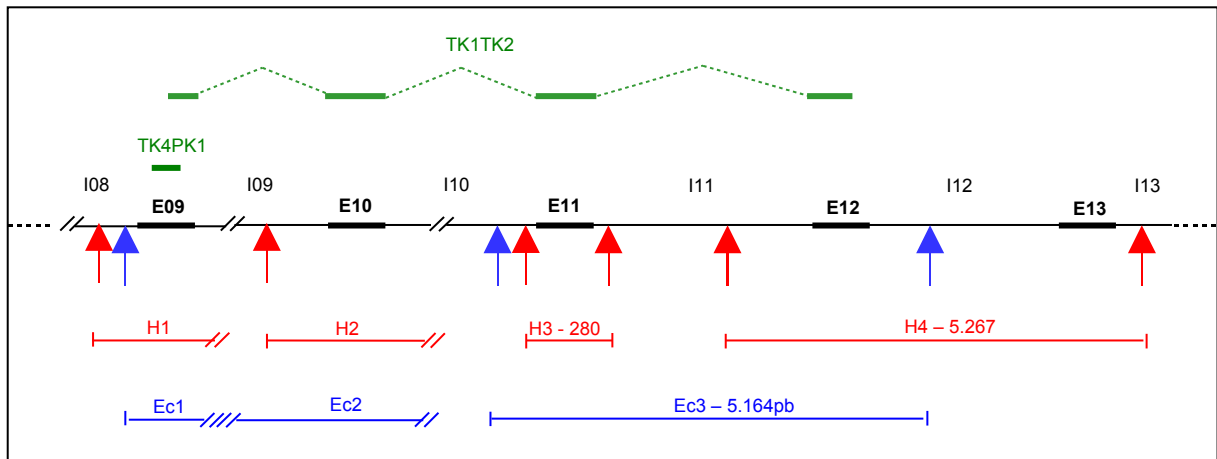 TK1TK2
TK4PK1
I08 I09 I10 I11 I12 I13
E09 E10 E11 E12 E13
H1 H2 H3 - 280 H4 – 5.267
Ec1 Ec2 Ec3 – 5.164pb